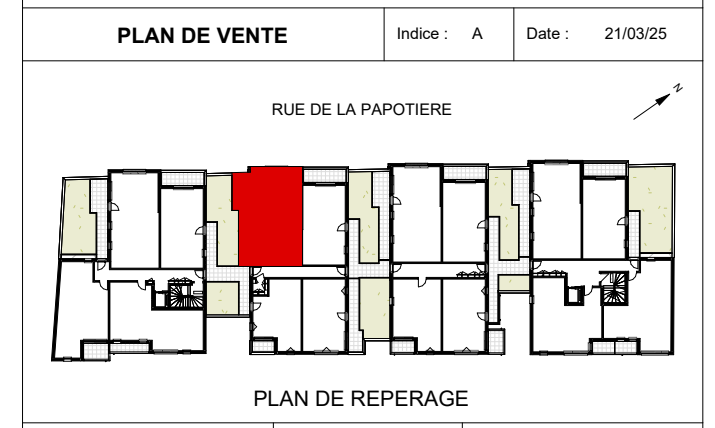 PLAN DE VENTE
Indice : A
Date : 21/03/25
RUE DE LA PAPOTIERE
N
PLAN DE REPERAGE